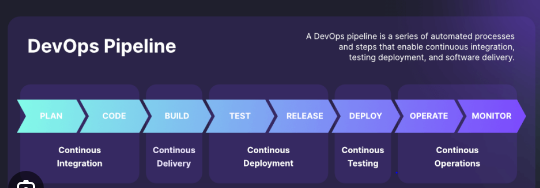 DevOps Pipeline
A DevOps pipeline is a series of automated processes
and steps that enable continuous integration,
testing deployment, and software delivery.
PLAN CODE BUILD TEST RELEASE DEPLOY OPERATE MONITOR
Continous
Integration
Continous
Delivery
Continous
Deployment
Continous
Testing
Continous
Operations